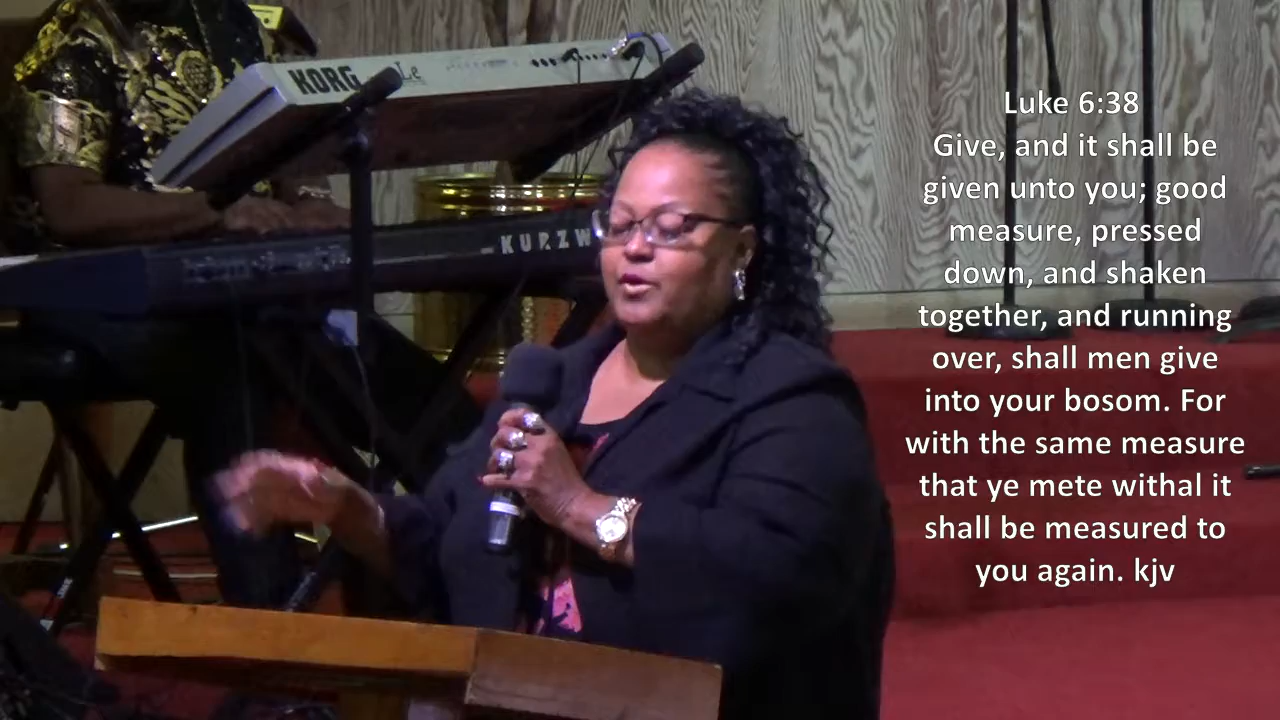 KORG
Le
KURZW
Luke 6:38
Give, and it shall be
given unto you; good
measure, pressed
down, and shaken
together, and running
over, shall men give
into your bosom. For
with the same measure
that ye mete withal it
shall be measured to
you again. kjv